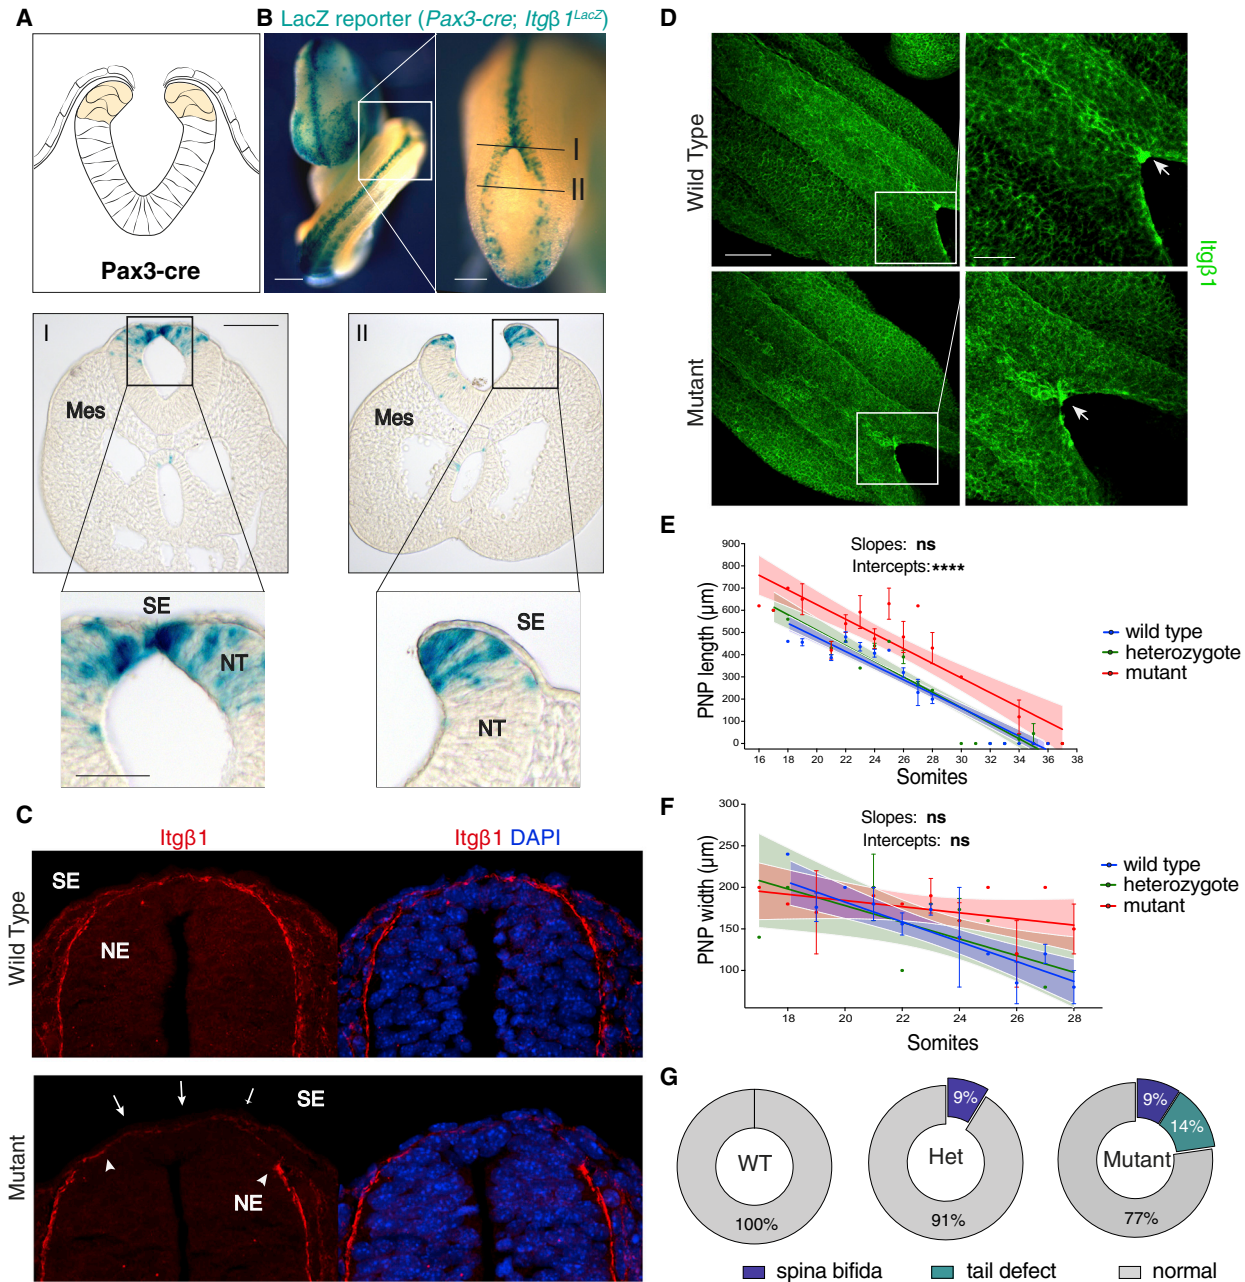 A
Pax3-cre
B LacZ reporter (Pax3-cre; Itgβ1LacZ)
I
II
I
Mes
II
Mes
SE
NT
SE
NT
C
Itgβ1
Itgβ1 DAPI
Wild Type
SE
NE
Mutant
SE
NE
D
Wild Type
Mutant
Itgβ1
E
Slopes: ns
Intercepts:****
PNP length (μm)
900
800
700
600
500
400
300
200
100
0
16 18 20 22 24 26 28 30 32 34 36 38
Somites
wild type
heterozygote
mutant
F
Slopes: ns
Intercepts: ns
PNP width (μm)
300
250
200
150
100
18 20 22 24 26 28
Somites
wild type
heterozygote
mutant
G
WT
100%
9%
Het
91%
9%
14%
Mutant
77%
spina bifida
tail defect
normal